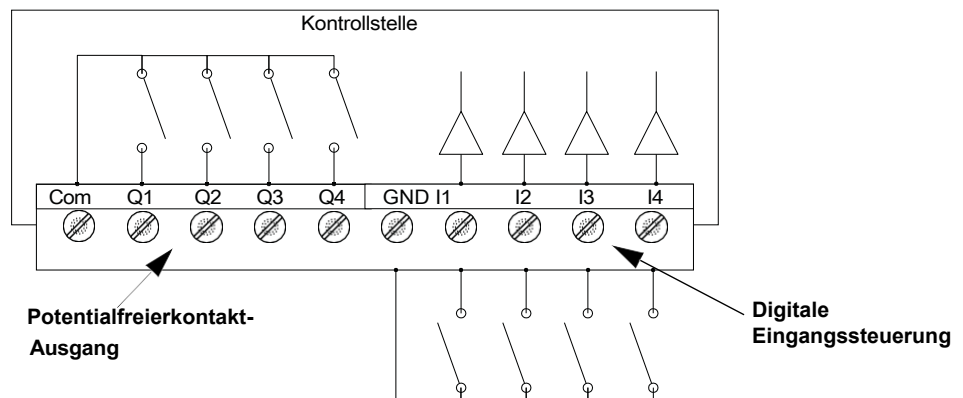 Kontrollstelle
Com Q1 Q2 Q3 Q4 GND I1 I2 I3 I4
Potentialfreierkontakt-
Ausgang
Digitale
Eingangssteuerung